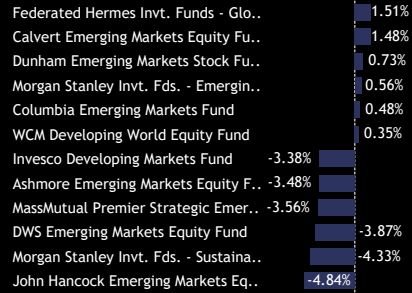 Federated Hermes Invt. Funds - Glo.. 1.51%
Calvert Emerging Markets Equity Fu.. 1.48%
Dunham Emerging Markets Stock Fu.. 0.73%
Morgan Stanley Invt. Fds. - Emergin.. 0.56%
Columbia Emerging Markets Fund 0.48%
WCM Developing World Equity Fund 0.35%
Invesco Developing Markets Fund -3.38%
Ashmore Emerging Markets Equity F.. -3.48%
MassMutual Premier Strategic Emer.. -3.56%
DWS Emerging Markets Equity Fund -3.87%
Morgan Stanley Invt. Fds. - Sustaina.. -4.33%
John Hancock Emerging Markets Eq.. -4.84%